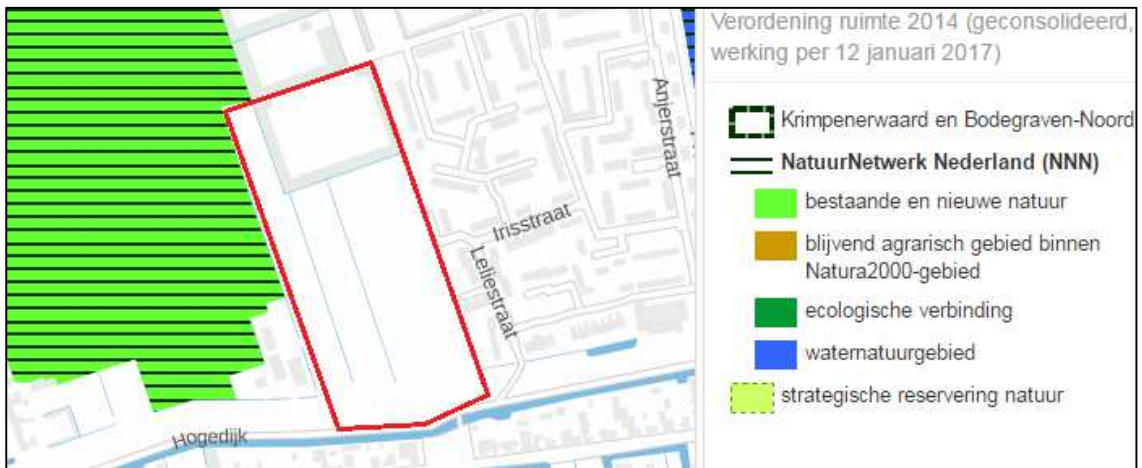 Verordening ruimte 2014 (geconsolideerd,
werking per 12 januari 2017)
Krimpenerwaard en Bodegraven-Noord
NatuurNetwerk Nederland (NNN)
bestaande en nieuwe natuur
blijvend agrarisch gebied binnen
Natura2000-gebied
ecologische verbinding
waternatuurgebied
strategische reservering natuur
Anjerstraat
Irisstraat
Leliestraat
Hogedijk